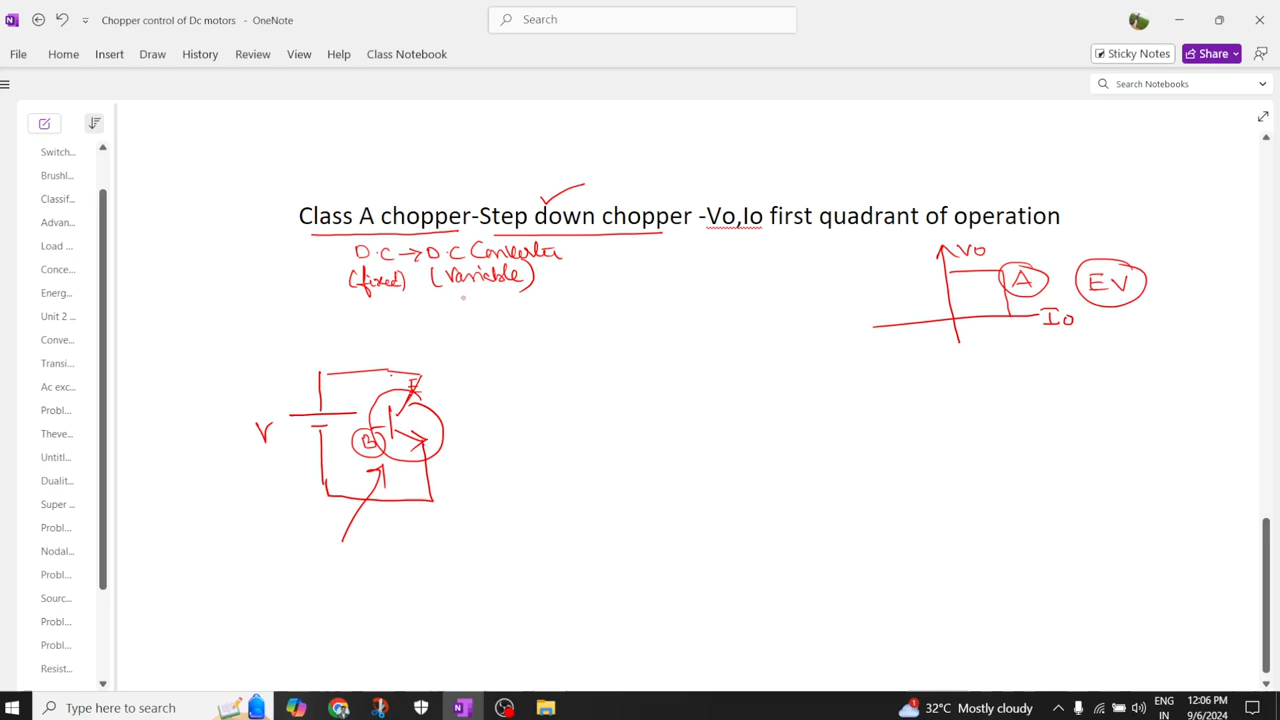 Chopper control of Dc motors - OneNote
Search
File Home Insert Draw History Review View Help Class Notebook
Sticky Notes
Share
Search Notebooks
Switch...
Brushl...
Classif...
Advan...
Load ...
Conce...
Energ...
Unit 2 ...
Conve...
Transi...
Ac exc...
Probl...
Theve...
Untitl...
Dualit...
Super ...
Probl...
Nodal...
Probl...
Sourc...
Probl...
Probl...
Resist...
Class A chopper-Step down chopper -Vo,Io first quadrant of operation
D.C → D.C Converter
(fixed) (Variable)
Vo
A
EV
Io
V
B
Type here to search
32°C Mostly cloudy
ENG
IN
12:06 PM
9/6/2024